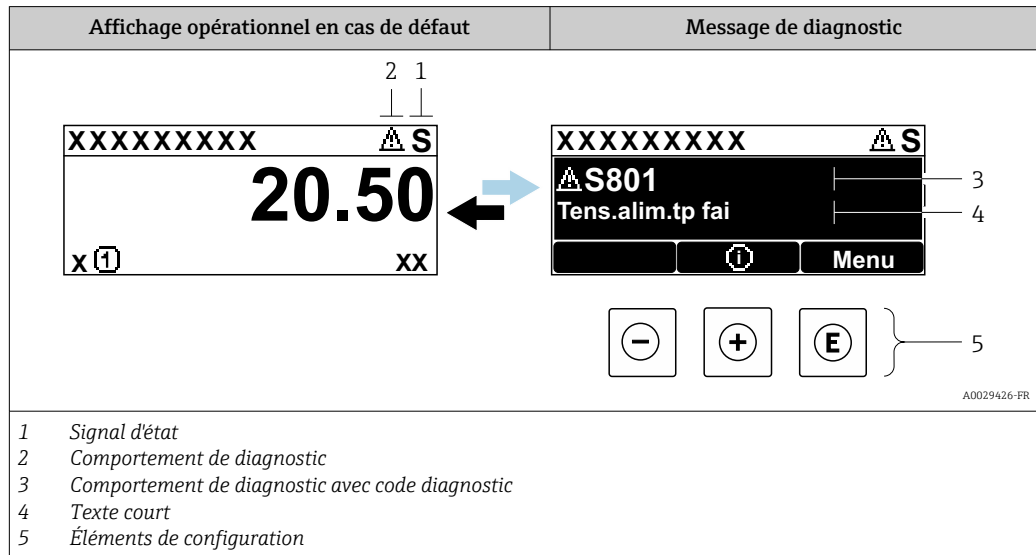 Affichage opérationnel en cas de défaut
Message de diagnostic
2 1
XXXXXXXXX S
20.50
X 1 XX
XXXXXXXXX S
S801
Tens.alim.tp fai
i Menu
3
4
- + E
5
A0029426-FR
1 Signal d'état
2 Comportement de diagnostic
3 Comportement de diagnostic avec code diagnostic
4 Texte court
5 Éléments de configuration